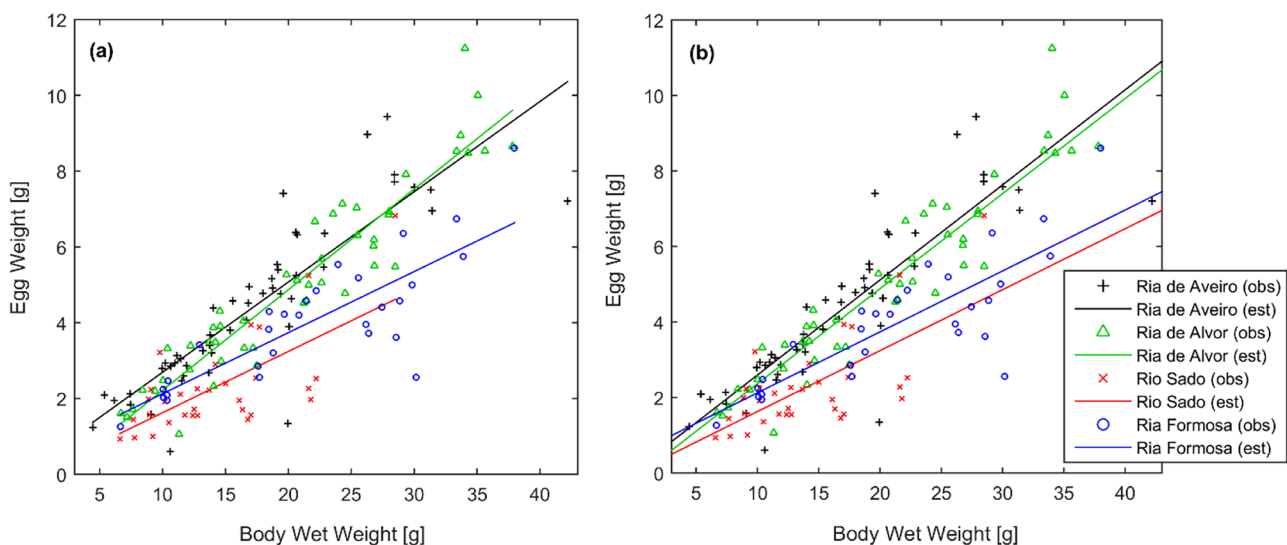 (a)
Egg Weight [g]
12
10
8
6
4
2
0
5
10
15
20
25
30
35
40
Body Wet Weight [g]
(b)
Egg Weight [g]
12
10
8
6
4
2
0
5
10
15
20
25
30
35
40
Body Wet Weight [g]
Ria de Aveiro (obs)
Ria de Aveiro (est)
Ria de Alvor (obs)
Ria de Alvor (est)
Rio Sado (obs)
Rio Sado (est)
Ria Formosa (obs)
Ria Formosa (est)